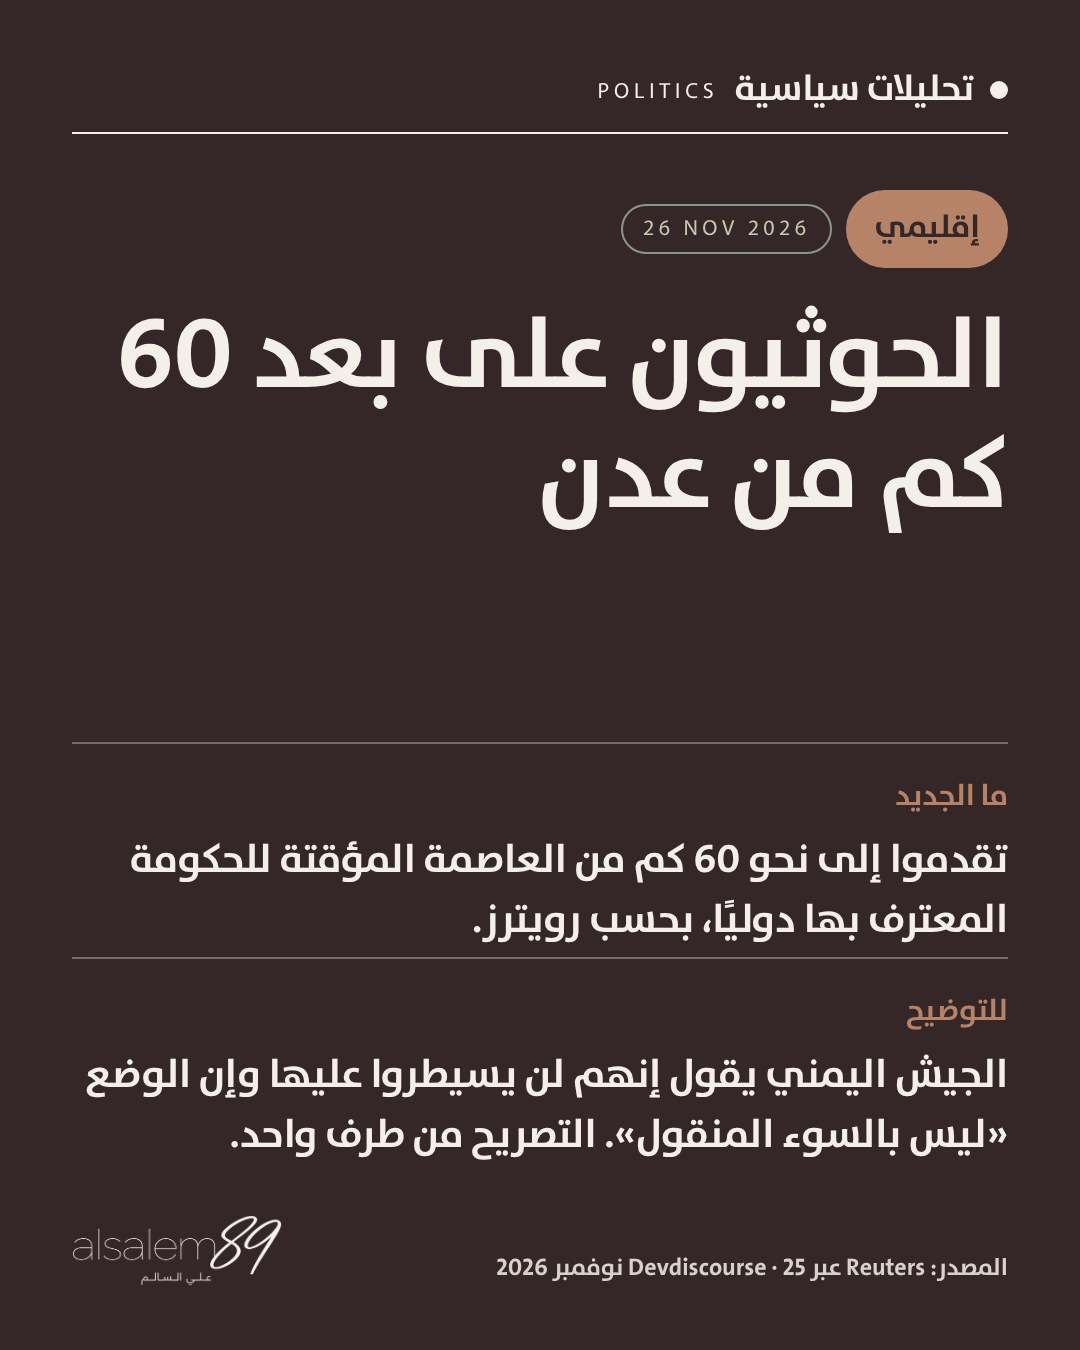 تحليلات سياسية POLITICS
إقليمي 26 NOV 2026
الحوثيون على بعد 60
كم من عدن
ما الجديد
تقدموا إلى نحو 60 كم من العاصمة المؤقتة للحكومة
المعترف بها دوليًا، بحسب رويترز.
للتوضيح
الجيش اليمني يقول إنهم لن يسيطروا عليها وإن الوضع
«ليس بالسوء المنقول». التصريح من طرف واحد.
المصدر: Reuters عبر Devdiscourse · 25 نوفمبر 2026
alsalem89
علي السالم